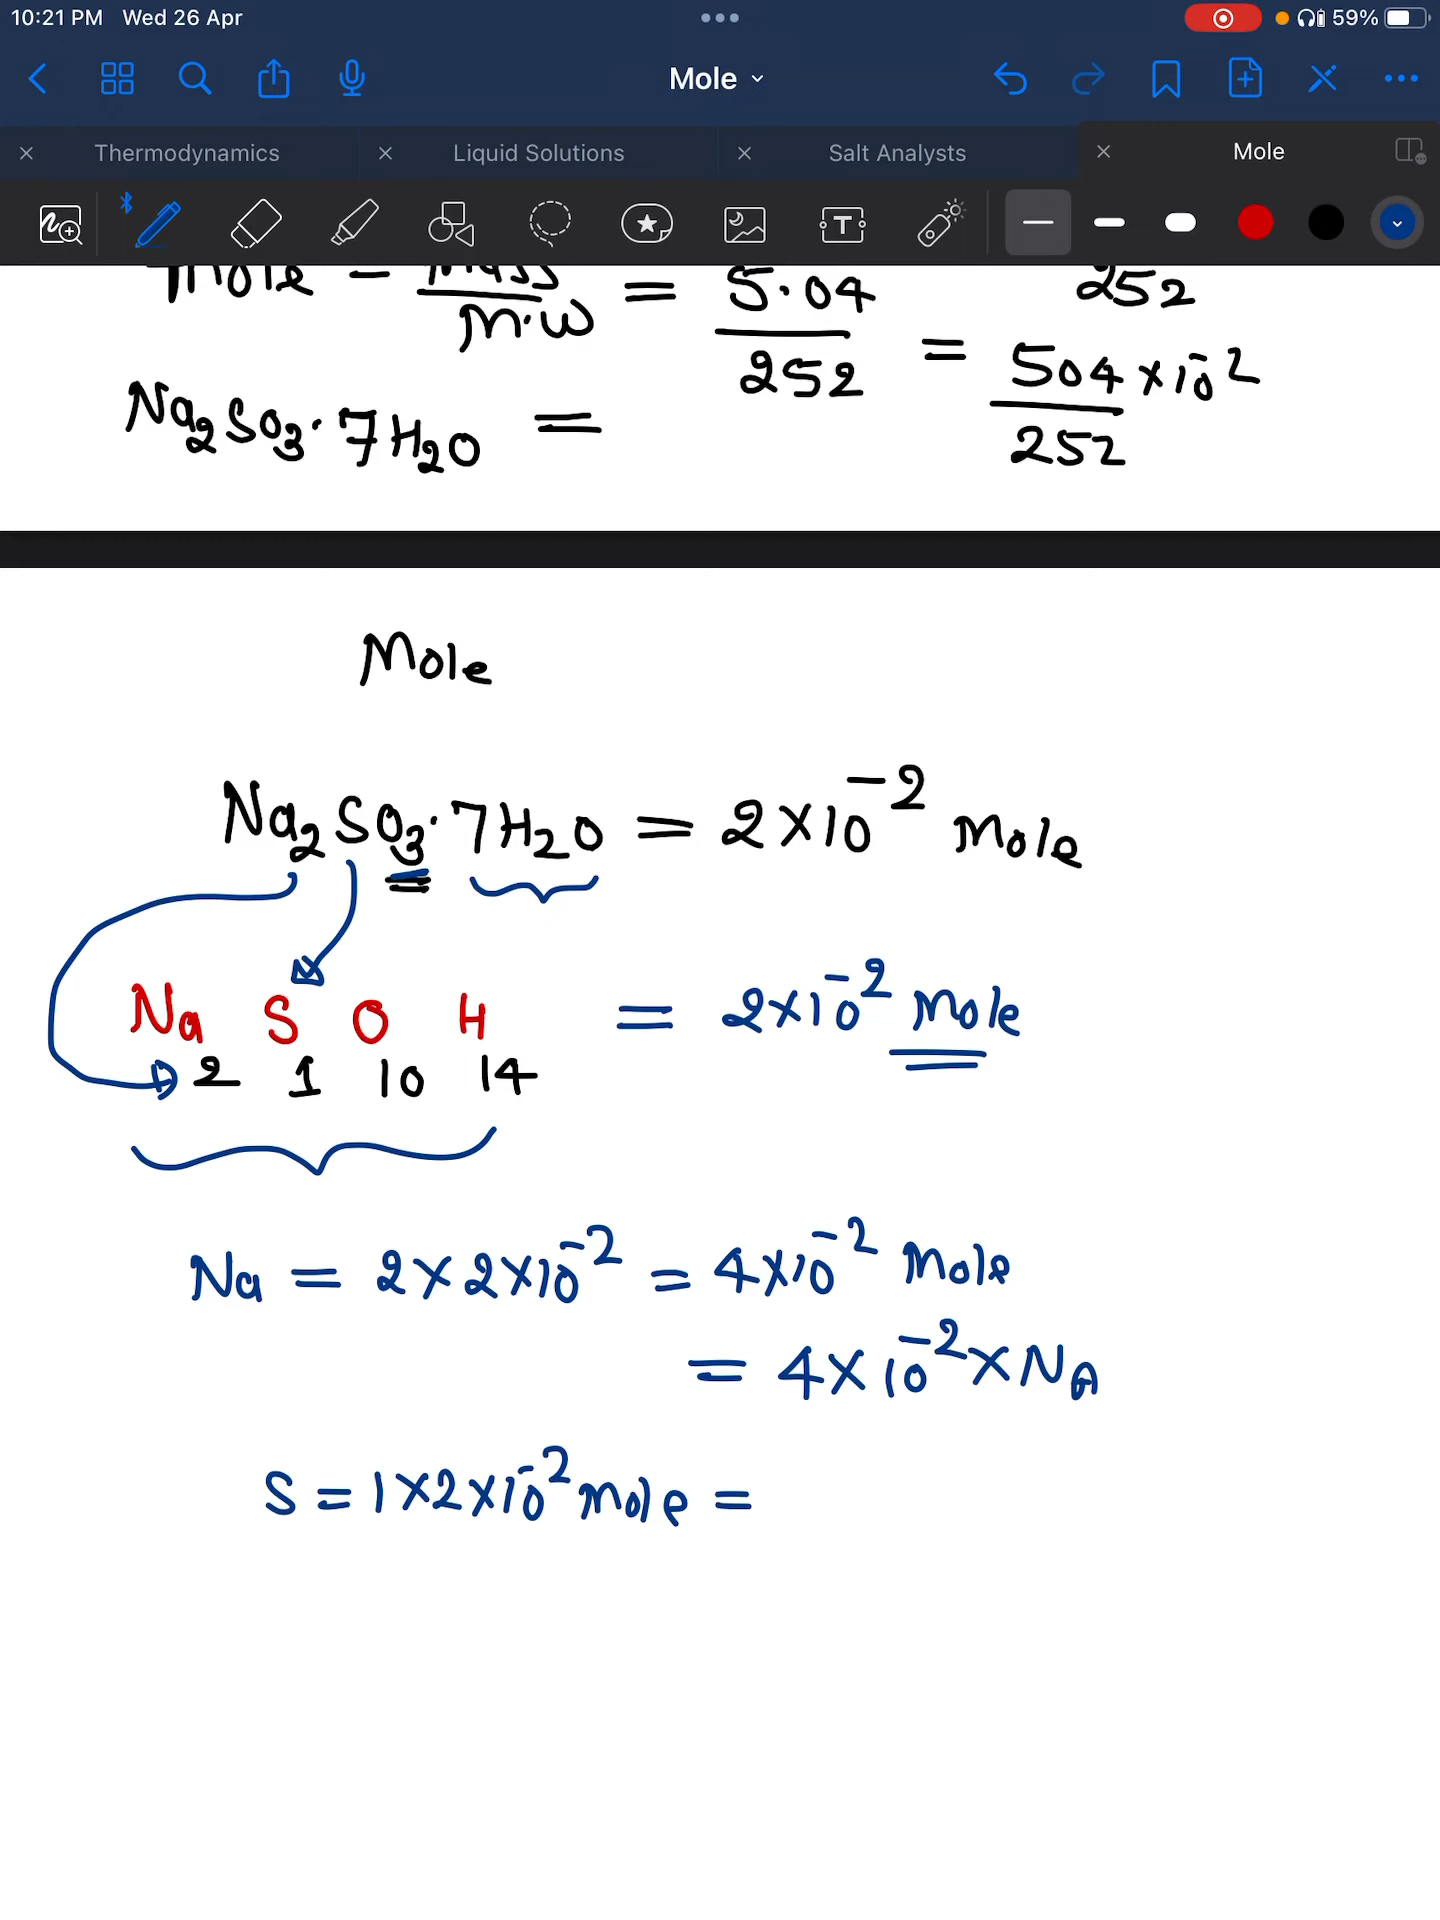 10:21 PM Wed 26 Apr 59%
Mole
Thermodynamics Liquid Solutions Salt Analysts Mole
T
mole = mass / M.W = 5.04 / 252 252
= 504 × 10⁻² / 252
Na₂SO₃·7H₂O =
Mole
Na₂SO₃·7H₂O = 2×10⁻² Mole
Na S O H = 2×10⁻² Mole
2 1 10 14
Na = 2×2×10⁻² = 4×10⁻² Mole
= 4×10⁻²×NA
S = 1×2×10⁻² mole =